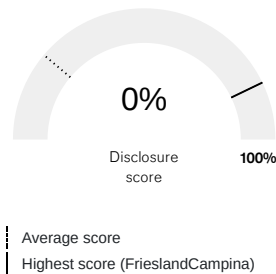 0%
Disclosure
100%
score
Average score
Highest score (FrieslandCampina)